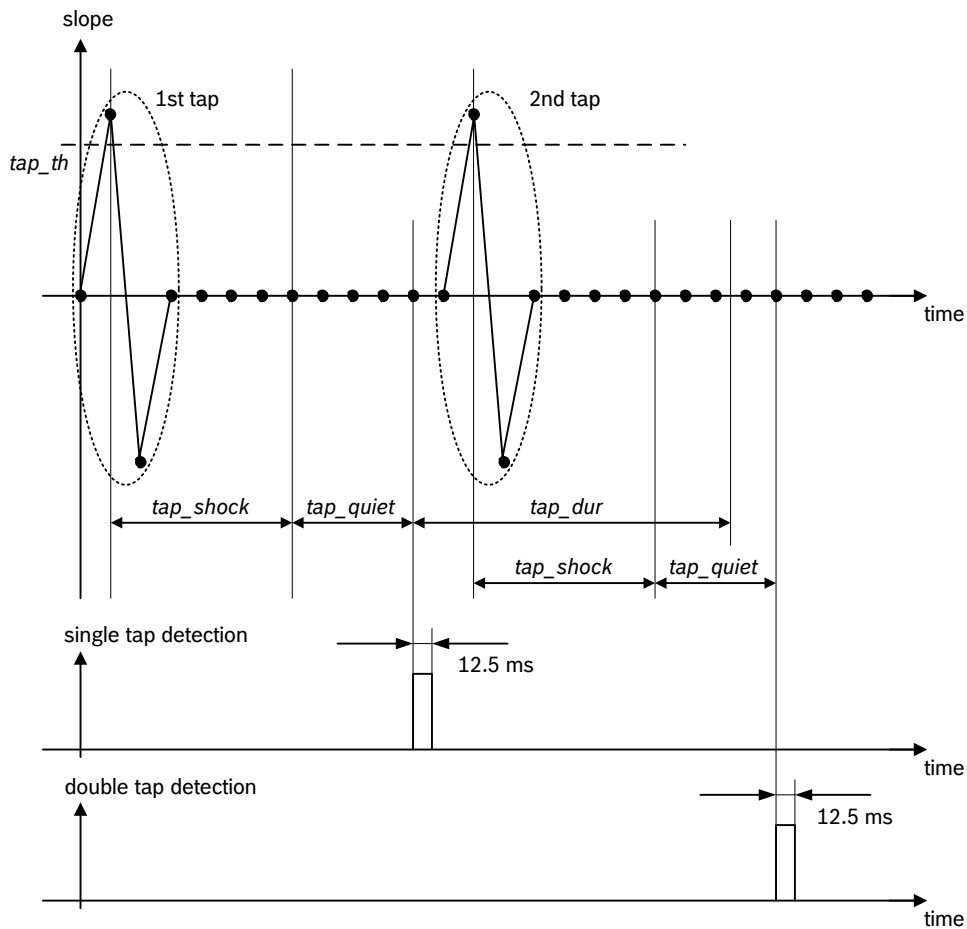 slope
1st tap
2nd tap
tap_th
time
tap_shock
tap_quiet
tap_dur
tap_shock
tap_quiet
single tap detection
12.5 ms
time
double tap detection
12.5 ms
time